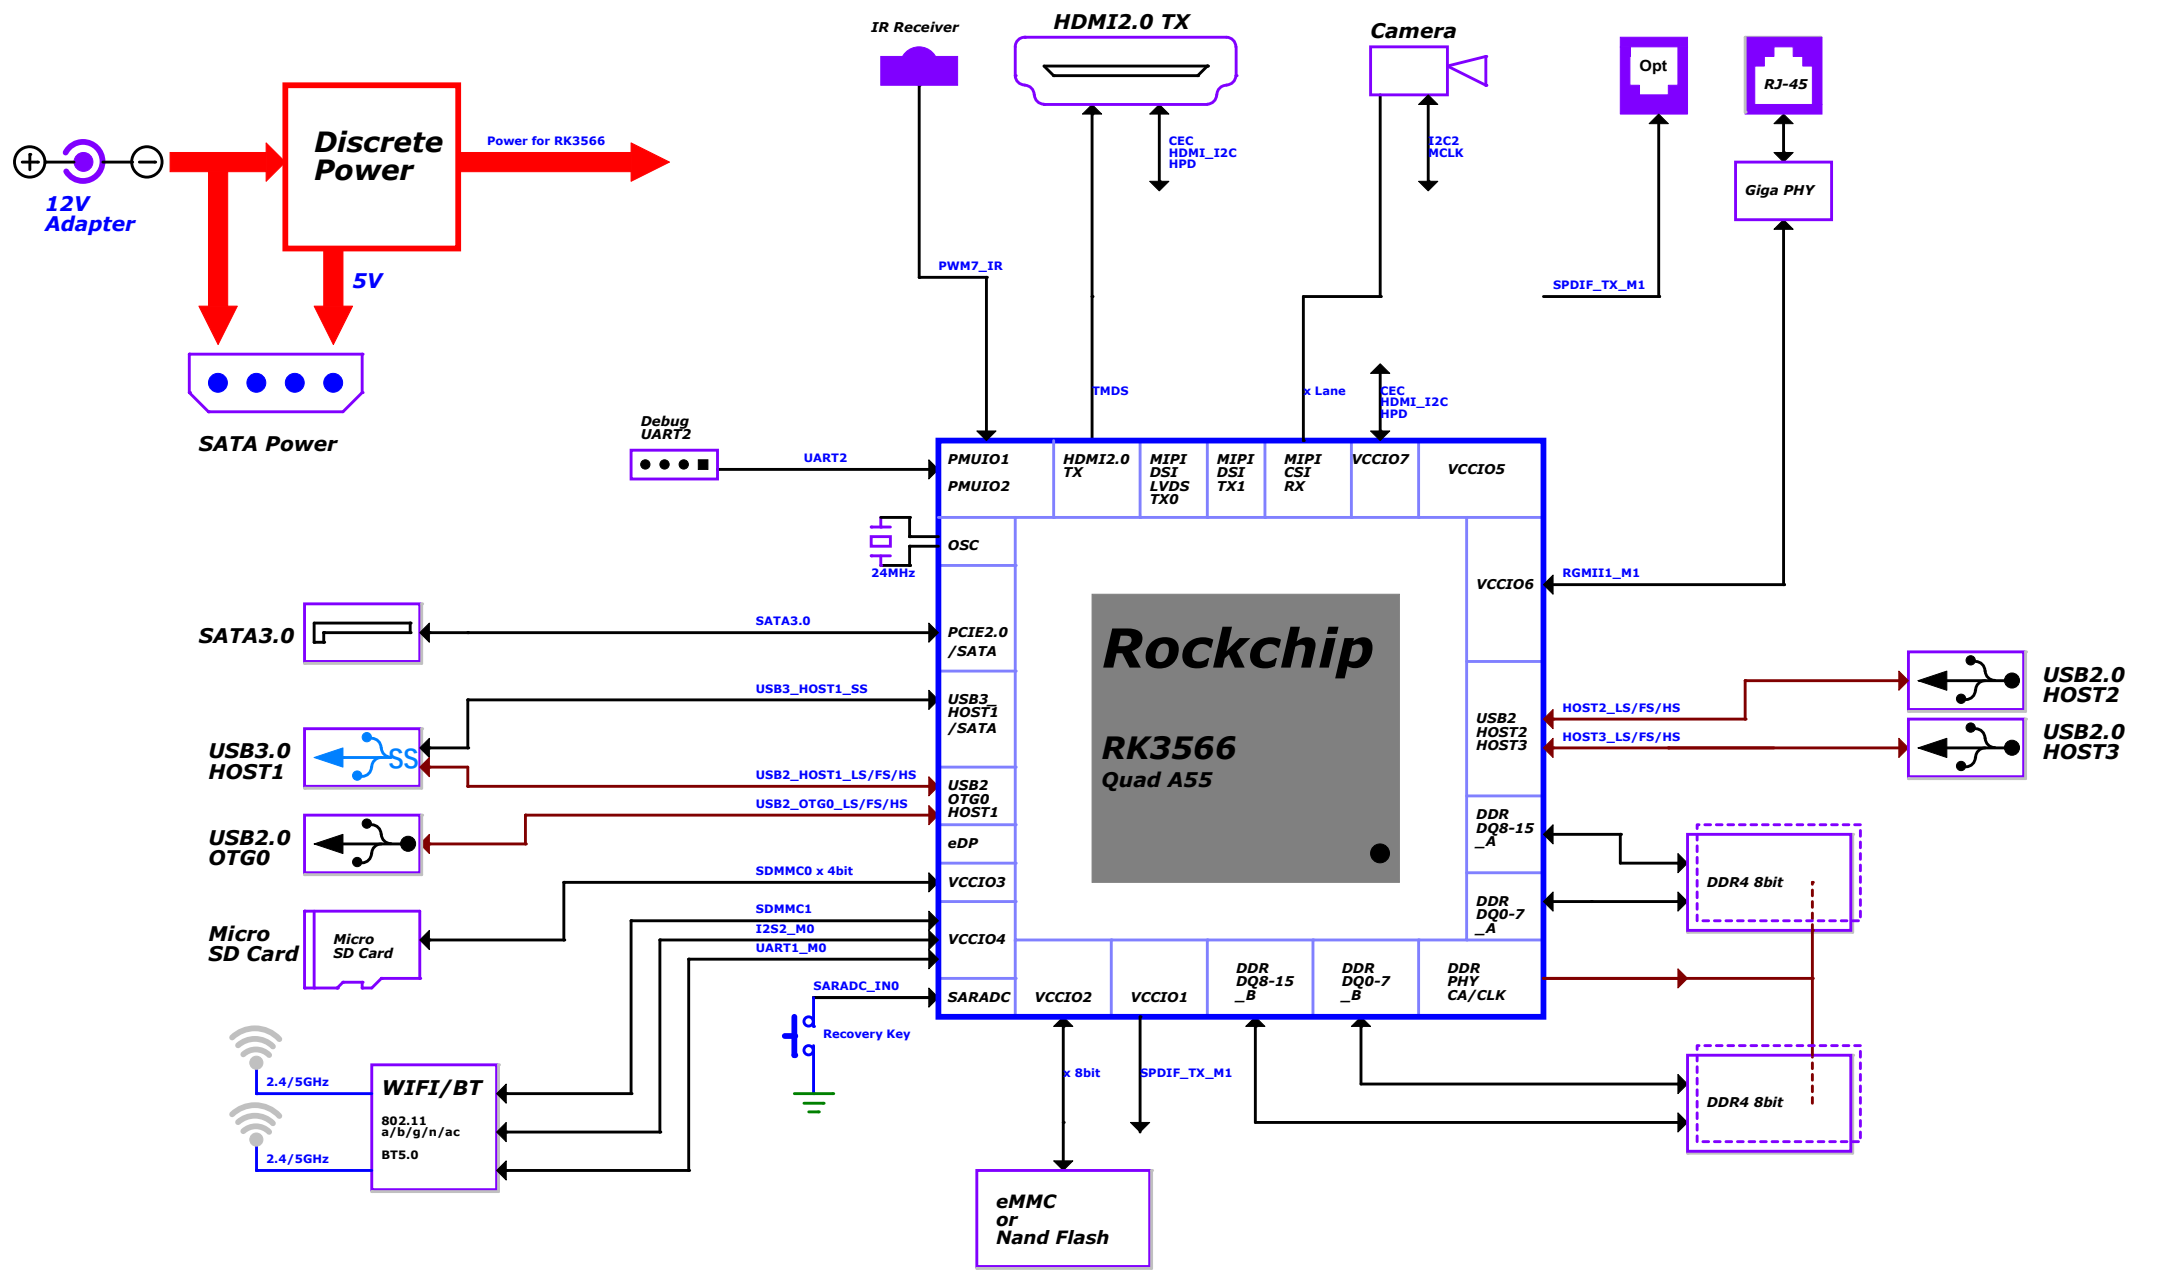 IR Receiver
HDMI2.0 TX
Camera
Opt
RJ-45
Discrete
Power
Power for RK3566
12V
Adapter
5V
CEC
HDMI_I2C
HPD
I2C2
MCLK
Giga PHY
PWM7_IR
SPDIF_TX_M1
TMDS
x Lane
CEC
HDMI_I2C
HPD
SATA Power
Debug
UART2
UART2
PMUIO1
PMUIO2
HDMI2.0
TX
MIPI
DSI
LVDS
TX0
MIPI
DSI
TX1
MIPI
CSI
RX
VCCIO7
VCCIO5
OSC
24MHz
VCCIO6
RGMII1_M1
SATA3.0
SATA3.0
PCIE2.0
/SATA
Rockchip
RK3566
Quad A55
USB3_HOST1_SS
USB3_
HOST1
/SATA
USB3.0
HOST1
SS
USB2_HOST1_LS/FS/HS
USB2_OTG0_LS/FS/HS
USB2
OTG0
HOST1
USB2.0
OTG0
eDP
USB2
HOST2
HOST3
HOST2_LS/FS/HS
HOST3_LS/FS/HS
USB2.0
HOST2
USB2.0
HOST3
DDR
DQ8-15
_A
DDR
DQ0-7
_A
DDR4 8bit
SDMMC0 x 4bit
VCCIO3
Micro
SD Card
Micro
SD Card
SDMMC1
I2S2_M0
UART1_M0
VCCIO4
SARADC_IN0
SARADC
VCCIO2
VCCIO1
DDR
DQ8-15
_B
DDR
DQ0-7
_B
DDR
PHY
CA/CLK
Recovery Key
x 8bit
SPDIF_TX_M1
DDR4 8bit
2.4/5GHz
2.4/5GHz
WIFI/BT
802.11
a/b/g/n/ac
BT5.0
eMMC
or
Nand Flash